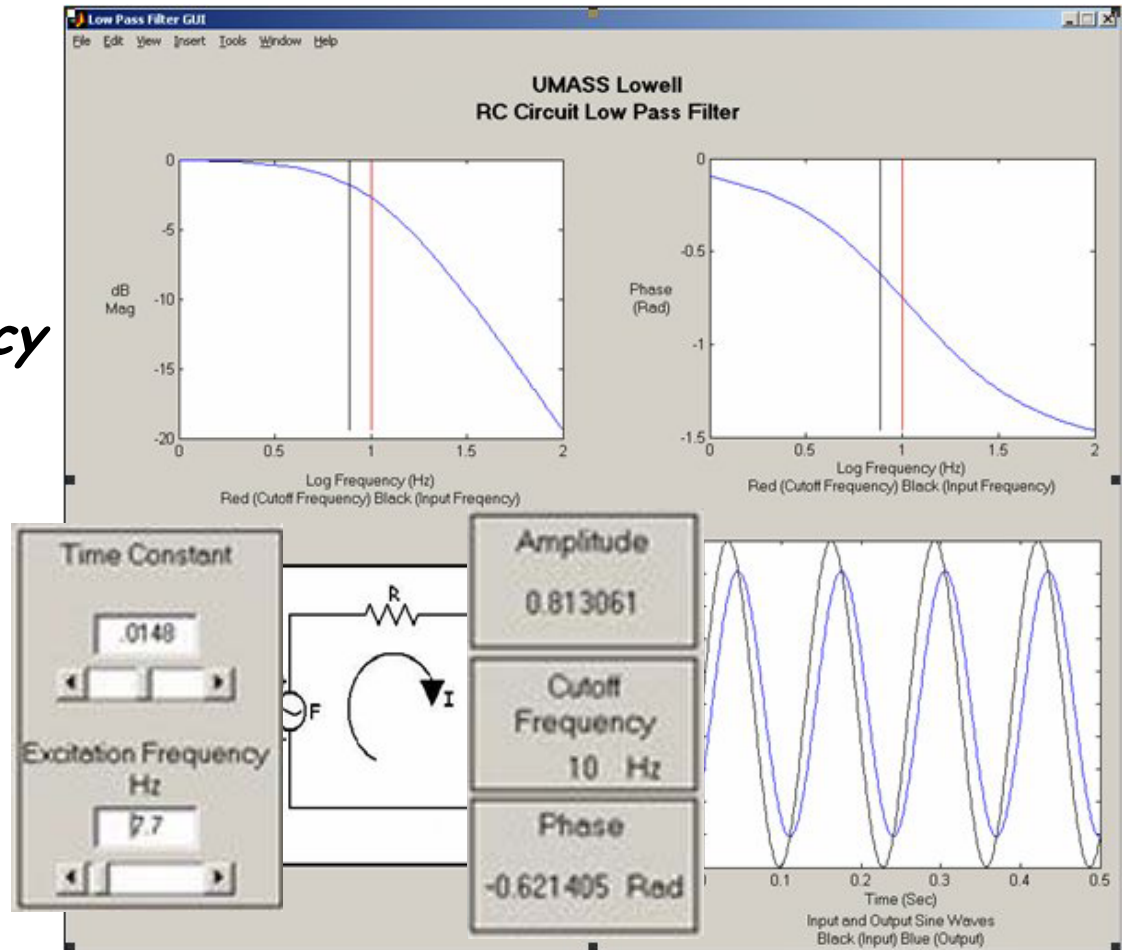 Low Pass Filter GUI
File Edit View Insert Tools Window Help
UMASS Lowell
RC Circuit Low Pass Filter
cy
0
-5
-10
-15
-20
dB
Mag
0 0.5 1 1.5 2
Log Frequency (Hz)
Red (Cutoff Frequency) Black (Input Freqency)
0
-0.5
-1
-1.5
Phase
(Rad)
0 0.5 1 1.5 2
Log Frequency (Hz)
Red (Cutoff Frequency) Black (Input Frequency)
Time Constant
.0148
Excitation Frequency
Hz
7.7
R
F
I
Amplitude
0.813061
Cutoff
Frequency
10 Hz
Phase
-0.621405 Rad
0.1 0.2 0.3 0.4 0.5
Time (Sec)
Input and Output Sine Waves
Black (Input) Blue (Output)